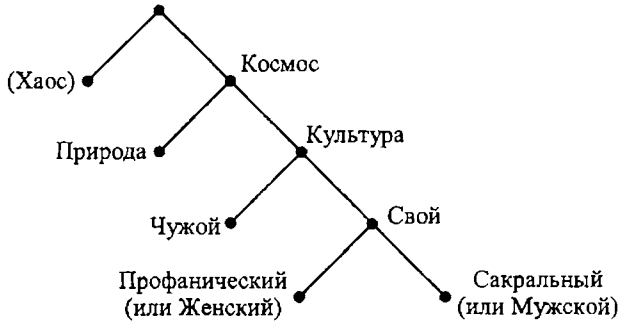 Космос
(Хаос)
Культура
Природа
Свой
Чужой
Профанический
(или Женский)
Сакральный
(или Мужской)